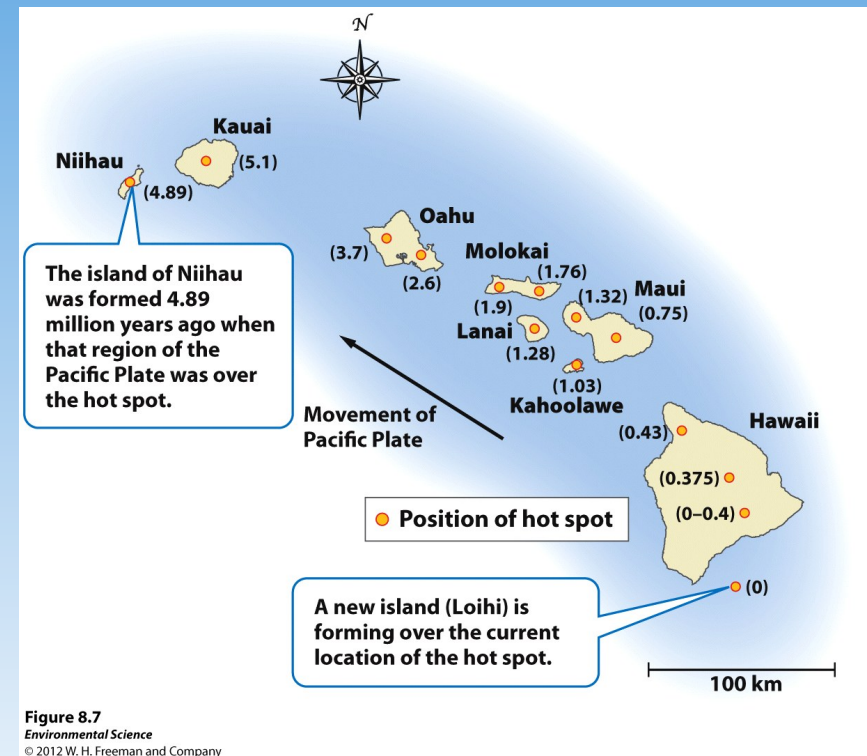 N
Kauai
(5.1)
Niihau
(4.89)
The island of Niihau
was formed 4.89
million years ago when
that region of the
Pacific Plate was over
the hot spot.
Oahu
(3.7)
(2.6)
Molokai
(1.76)
(1.9)
(1.32)
Maui
(0.75)
Lanai
(1.28)
(1.03)
Kahoolawe
Movement of
Pacific Plate
Hawaii
(0.43)
(0.375)
(0–0.4)
Position of hot spot
(0)
A new island (Loihi) is
forming over the current
location of the hot spot.
100 km
Figure 8.7
Environmental Science
© 2012 W. H. Freeman and Company